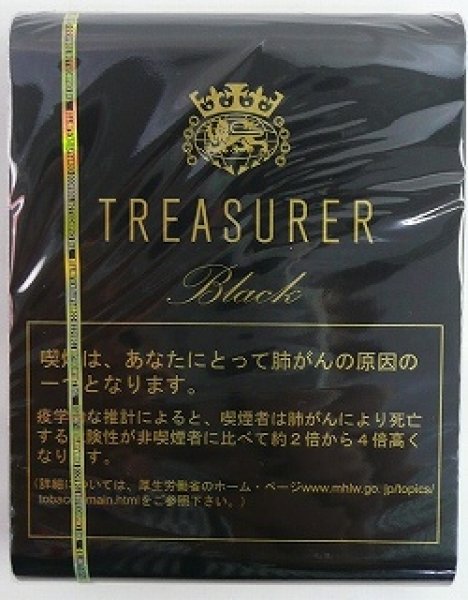 TREASURER
Black
喫煙は、あなたにとって肺がんの原因の
一つとなります。
疫学的な推計によると、喫煙者は肺がんにより死亡
する危険性が非喫煙者に比べて約2倍から4倍高く
なります。
(詳細については、厚生労働省のホーム・ページwww.mhlw.go.jp/topics/
tobacco/main.htmlをご参照下さい。)